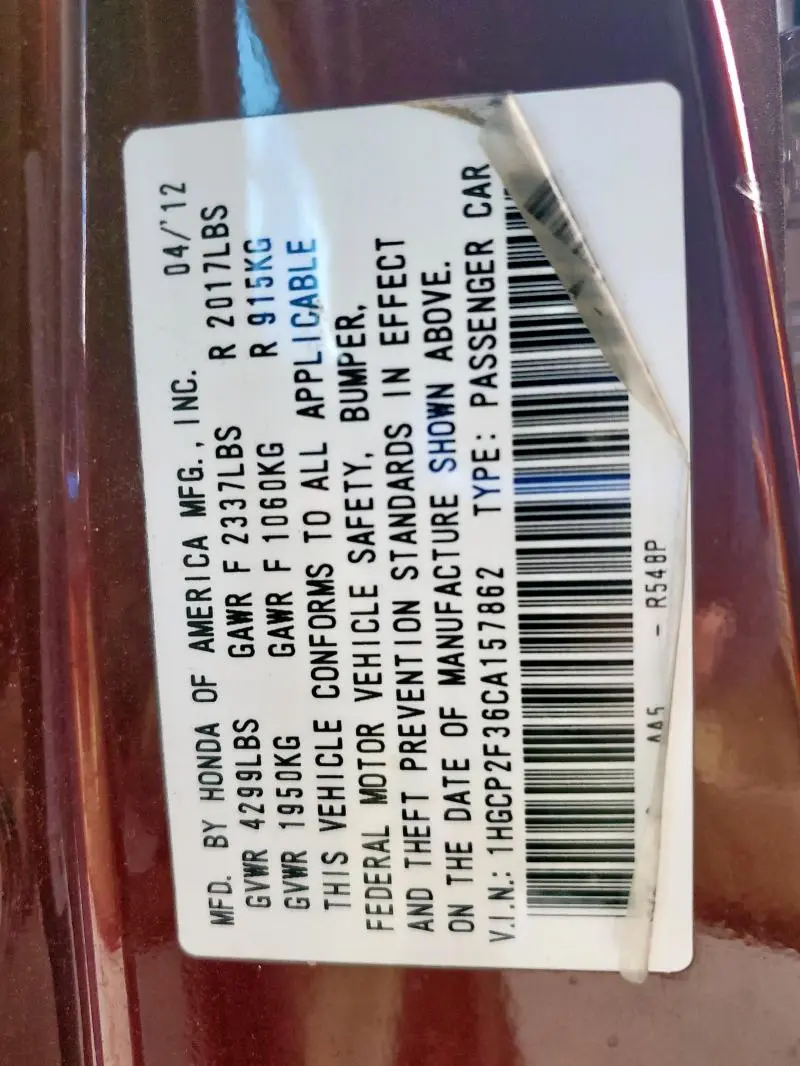 MFD. BY HONDA OF AMERICA MFG., INC. 04/'12
GVWR 4299LBS GAWR F 2337LBS R 2017LBS
GVWR 1950KG GAWR F 1060KG R 915KG
THIS VEHICLE CONFORMS TO ALL APPLICABLE
FEDERAL MOTOR VEHICLE SAFETY, BUMPER,
AND THEFT PREVENTION STANDARDS IN EFFECT
ON THE DATE OF MANUFACTURE SHOWN ABOVE.
V.I.N.: 1HGCP2F36CA157862 TYPE: PASSENGER CAR
AA5 - R548P